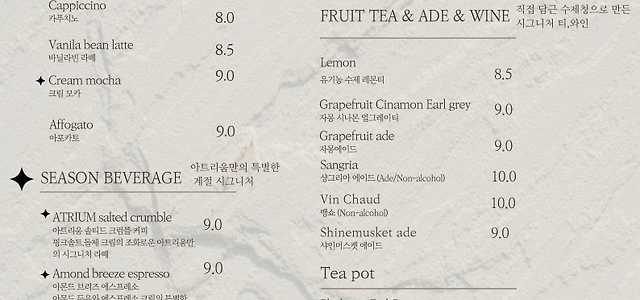 Cappiccino
카푸치노
8.0
Vanila bean latte
바닐라빈 라떼
8.5
Cream mocha
크림 모카
9.0
Affogato
아포카토
9.0
SEASON BEVERAGE
아트리움만의 특별한
계절 시그니처
ATRIUM salted crumble
아트리움 솔티드 크럼블 커피
핑크솔트 돔체 크림의 조화로운 아트리움만
의 시그니처 라떼
9.0
Amond breeze espresso
아몬드 브리즈 에스프레소
9.0
FRUIT TEA & ADE & WINE
직접 담근 수제청으로 만든
시그니처 티,와인
Lemon
유기농 수제 레몬티
8.5
Grapefruit Cinamon Earl grey
자몽 시나몬 얼그레이티
9.0
Grapefruit ade
자몽에이드
9.0
Sangria
샹그리아 에이드 (Ade/Non-alcohol)
10.0
Vin Chaud
뱅쇼 (Non-alcohol)
10.0
Shinemusket ade
샤인머스켓 에이드
9.0
Tea pot